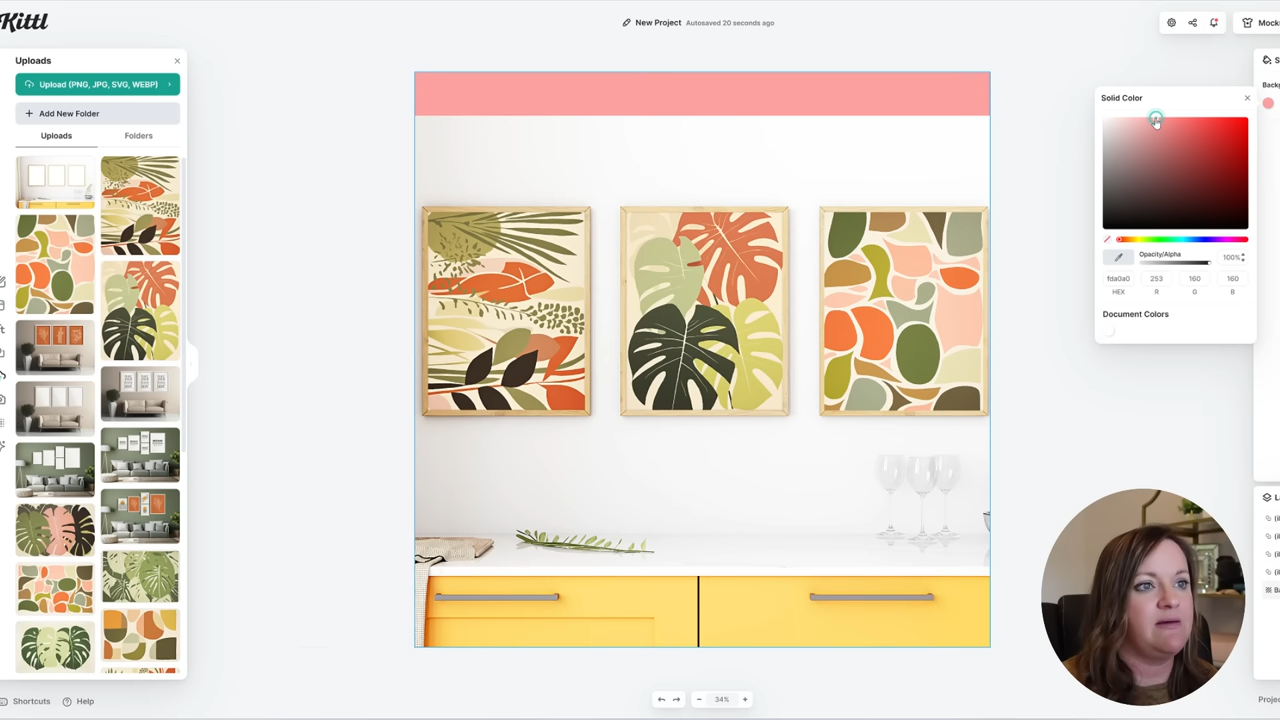 Kittl
New Project Autosaved 20 seconds ago
Mock
Uploads
Upload (PNG, JPG, SVG, WEBP)
Add New Folder
Uploads Folders
Solid Color
Opacity/Alpha
100%
fda0a0 253 160 160
HEX R G B
Document Colors
Shortcuts
Help
34%